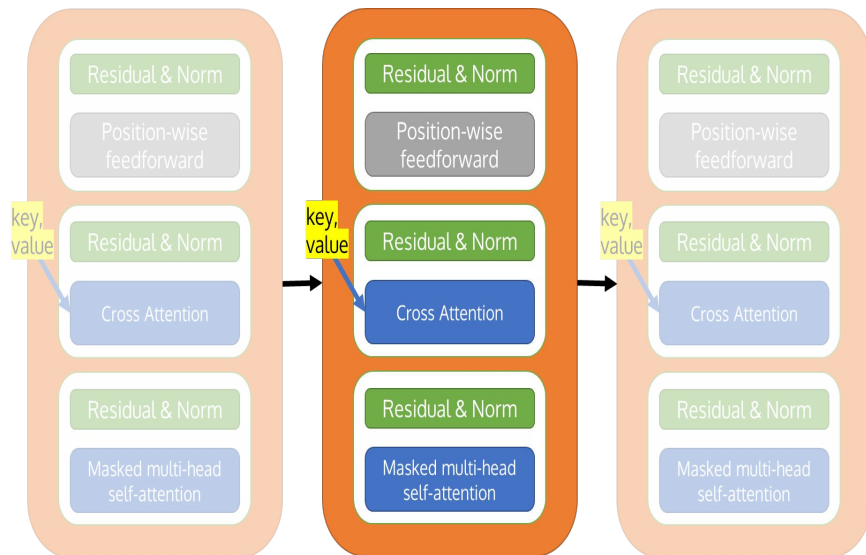 Residual & Norm
Position-wise
feedforward
key,
value
Residual & Norm
Cross Attention
Residual & Norm
Masked multi-head
self-attention
Residual & Norm
Position-wise
feedforward
key,
value
Residual & Norm
Cross Attention
Residual & Norm
Masked multi-head
self-attention
Residual & Norm
Position-wise
feedforward
key,
value
Residual & Norm
Cross Attention
Residual & Norm
Masked multi-head
self-attention